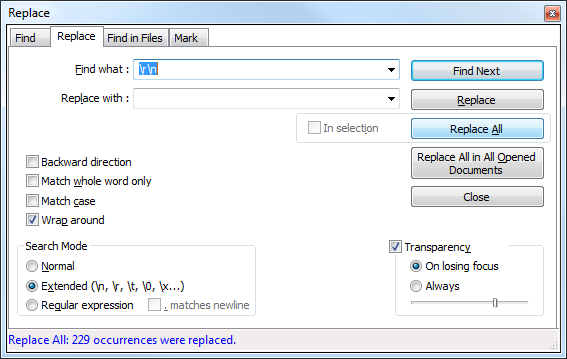 Replace
Find Replace Find in Files Mark
Find what : \r\n
Find Next
Replace with :
Replace
In selection
Replace All
Backward direction
Replace All in All Opened
Documents
Match whole word only
Match case
Close
Wrap around
Search Mode
Transparency
Normal
On losing focus
Extended (\n, \r, \t, \0, \x...)
Always
Regular expression
. matches newline
Replace All: 229 occurrences were replaced.